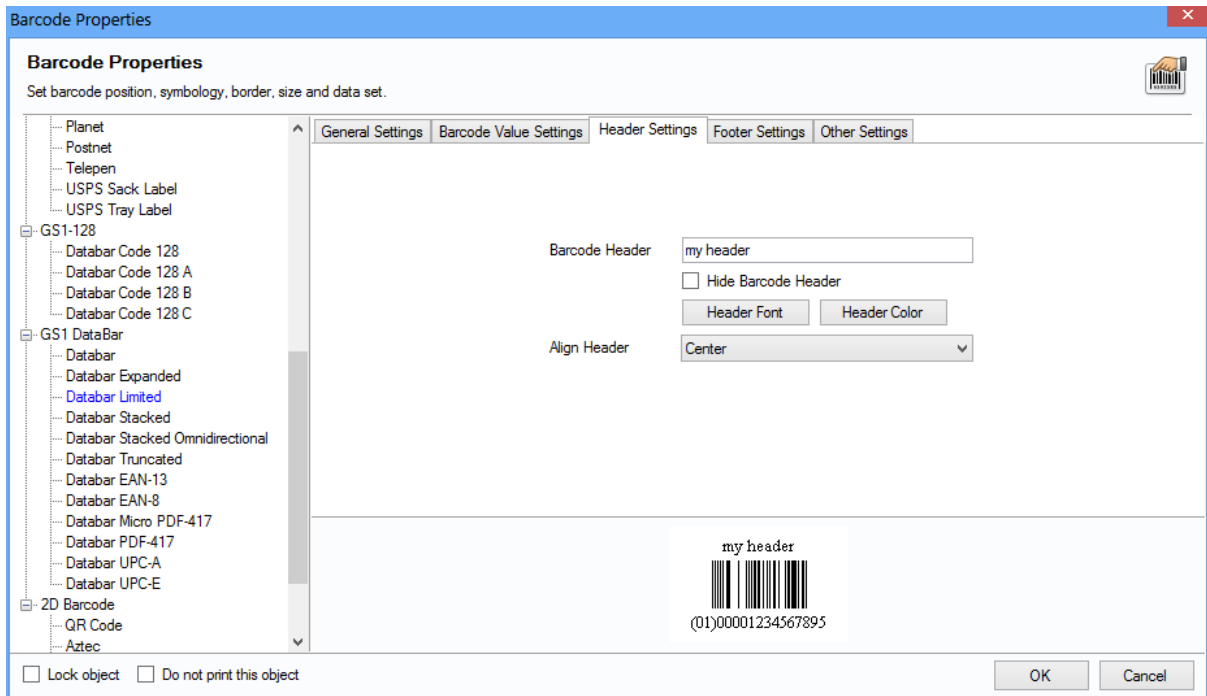 Barcode Properties
Barcode Properties
Set barcode position, symbology, border, size and data set.
Planet
Postnet
Telepen
USPS Sack Label
USPS Tray Label
GS1-128
Databar Code 128
Databar Code 128 A
Databar Code 128 B
Databar Code 128 C
GS1 DataBar
Databar
Databar Expanded
Databar Limited
Databar Stacked
Databar Stacked Omnidirectional
Databar Truncated
Databar EAN-13
Databar EAN-8
Databar Micro PDF-417
Databar PDF-417
Databar UPC-A
Databar UPC-E
2D Barcode
QR Code
Aztec
General Settings Barcode Value Settings Header Settings Footer Settings Other Settings
Barcode Header my header
Hide Barcode Header
Header Font Header Color
Align Header Center
my header
(01)00001234567895
Lock object Do not print this object OK Cancel